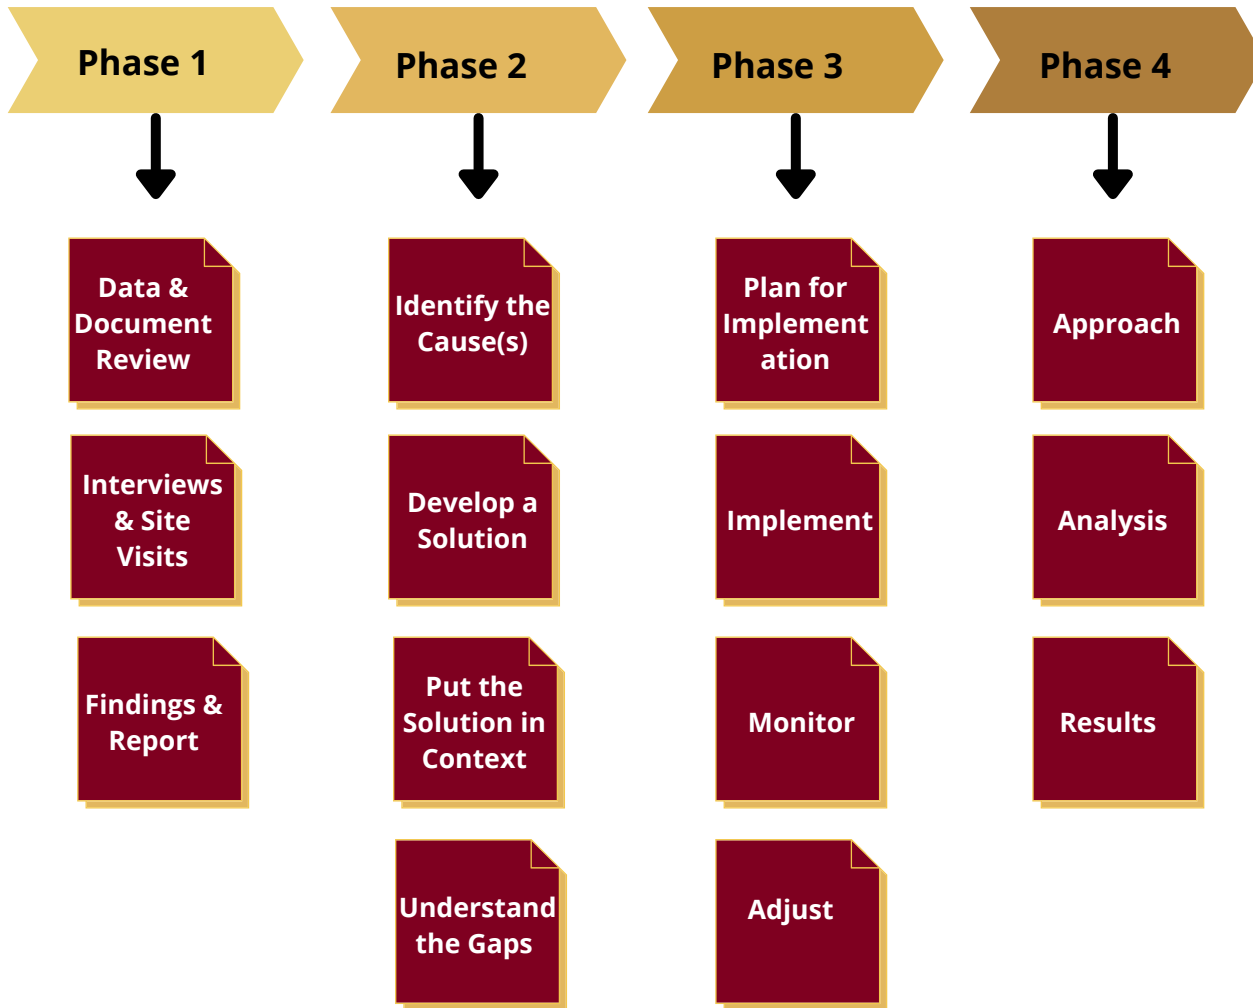 Phase 1
Phase 2
Phase 3
Phase 4
Data &
Document
Review
Identify the
Cause(s)
Plan for
Implement
ation
Approach
Interviews
& Site
Visits
Develop a
Solution
Implement
Analysis
Findings &
Report
Put the
Solution in
Context
Monitor
Results
Understand
the Gaps
Adjust